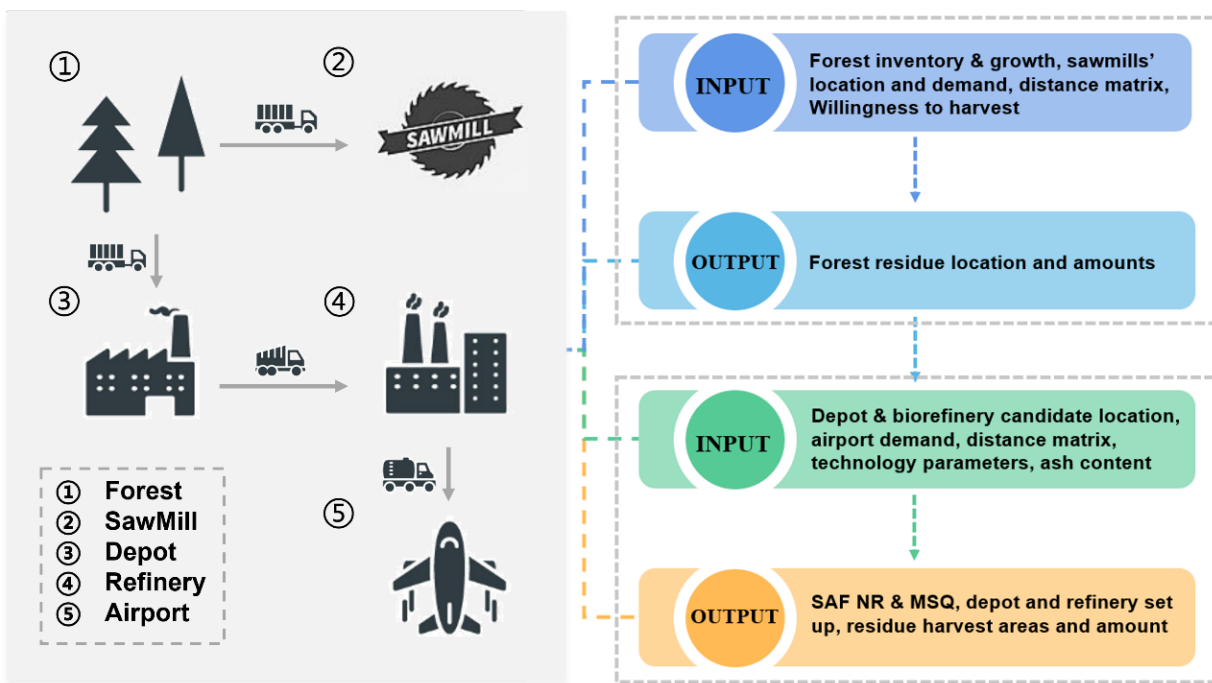 ①
②
SAWMILL
③
④
⑤
① Forest
② SawMill
③ Depot
④ Refinery
⑤ Airport
INPUT
Forest inventory & growth, sawmills’
location and demand, distance matrix,
Willingness to harvest
OUTPUT
Forest residue location and amounts
INPUT
Depot & biorefinery candidate location,
airport demand, distance matrix,
technology parameters, ash content
OUTPUT
SAF NR & MSQ, depot and refinery set
up, residue harvest areas and amount